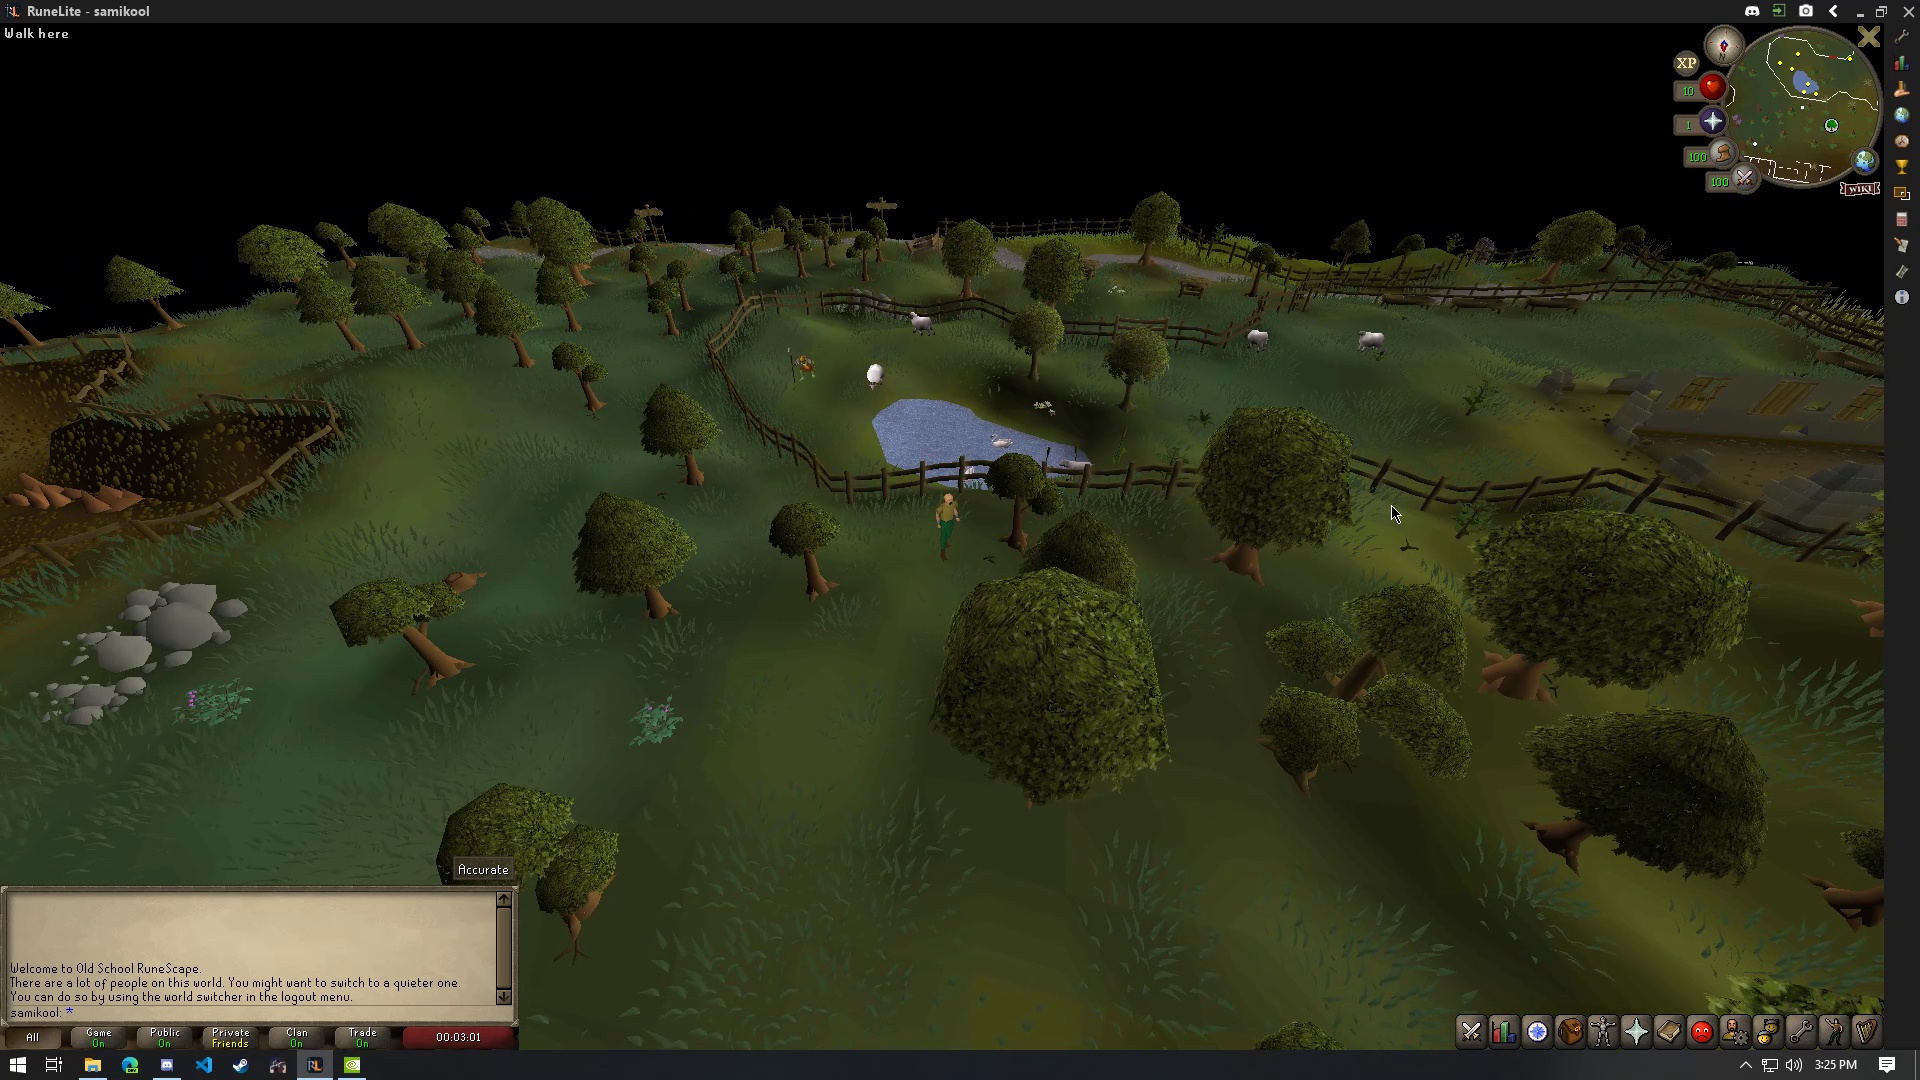 RuneLite - samikool
Walk here
XP
10
1
100
100
WIKI
Accurate
Welcome to Old School RuneScape.
There are a lot of people on this world. You might want to switch to a quieter one.
You can do so by using the world switcher in the logout menu.
samikool: *
All
Game
On
Public
On
Private
Friends
Clan
On
Trade
On
00:03:01
3:25 PM